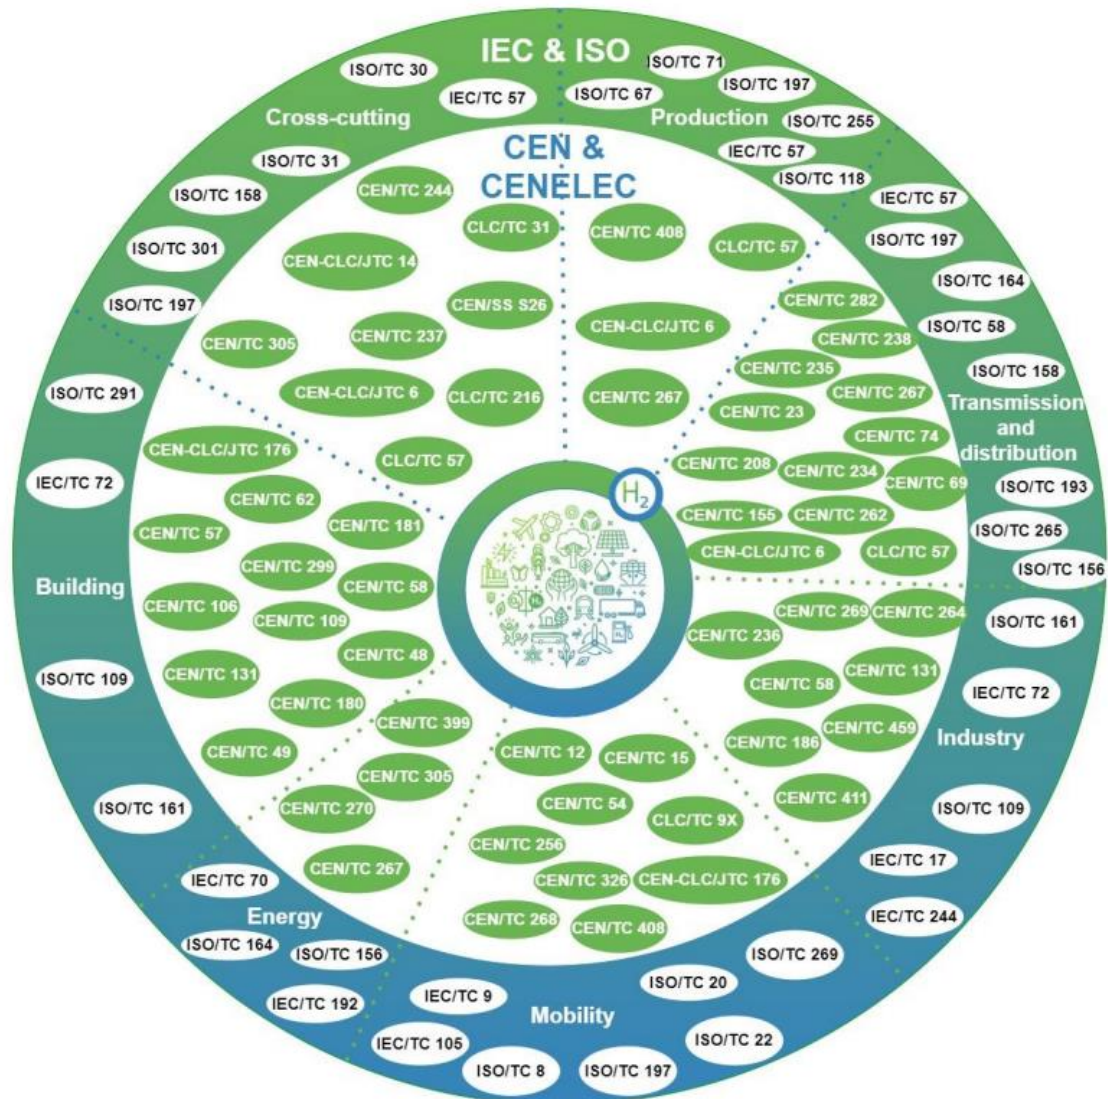 IEC & ISO
CEN &
CENELEC
Cross-cutting
ISO/TC 30
IEC/TC 57
ISO/TC 31
ISO/TC 158
ISO/TC 301
ISO/TC 197
CEN/TC 244
CLC/TC 31
CEN-CLC/JTC 14
CEN/SS S26
CEN/TC 237
CEN/TC 305
CEN-CLC/JTC 6
CLC/TC 216
CLC/TC 57
Production
ISO/TC 71
ISO/TC 67
ISO/TC 197
ISO/TC 255
IEC/TC 57
ISO/TC 118
CEN/TC 408
CLC/TC 57
CEN-CLC/JTC 6
CEN/TC 267
Transmission
and
distribution
IEC/TC 57
ISO/TC 197
ISO/TC 164
ISO/TC 58
ISO/TC 158
ISO/TC 193
ISO/TC 265
ISO/TC 156
CEN/TC 282
CEN/TC 238
CEN/TC 235
CEN/TC 267
CEN/TC 23
CEN/TC 74
CEN/TC 208
CEN/TC 234
CEN/TC 69
CEN/TC 155
CEN/TC 262
CEN-CLC/JTC 6
CLC/TC 57
Industry
ISO/TC 161
IEC/TC 72
ISO/TC 109
IEC/TC 17
IEC/TC 244
CEN/TC 269
CEN/TC 264
CEN/TC 236
CEN/TC 131
CEN/TC 58
CEN/TC 459
CEN/TC 186
CEN/TC 411
Mobility
ISO/TC 269
ISO/TC 20
ISO/TC 22
ISO/TC 197
ISO/TC 8
IEC/TC 105
IEC/TC 9
CEN/TC 12
CEN/TC 15
CEN/TC 54
CLC/TC 9X
CEN/TC 256
CEN/TC 326
CEN-CLC/JTC 176
CEN/TC 268
CEN/TC 408
Energy
IEC/TC 70
ISO/TC 164
ISO/TC 156
IEC/TC 192
CEN/TC 399
CEN/TC 305
CEN/TC 270
CEN/TC 267
Building
ISO/TC 291
IEC/TC 72
ISO/TC 109
ISO/TC 161
CEN-CLC/JTC 176
CEN/TC 62
CEN/TC 57
CEN/TC 181
CEN/TC 299
CEN/TC 58
CEN/TC 106
CEN/TC 109
CEN/TC 48
CEN/TC 131
CEN/TC 180
CEN/TC 49
H2